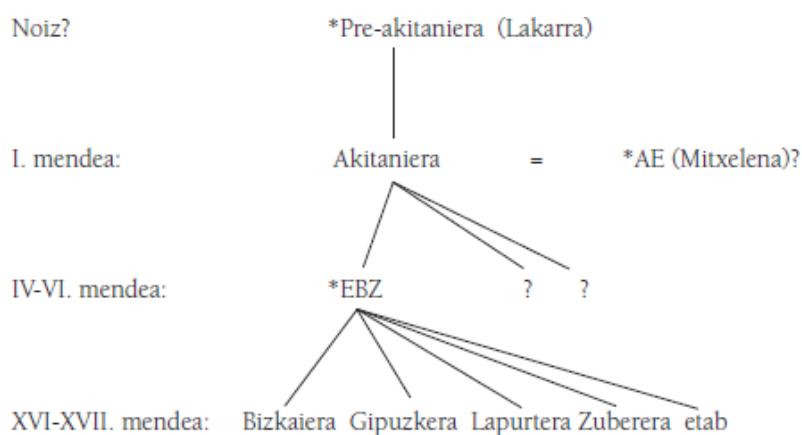 Noiz? *Pre-akitaniera (Lakarra)
I. mendea: Akitaniera = *AE (Mitxelena)?
IV-VI. mendea: *EBZ ? ?
XVI-XVII. mendea: Bizkaiera Gipuzkera Lapurtera Zuberera etab